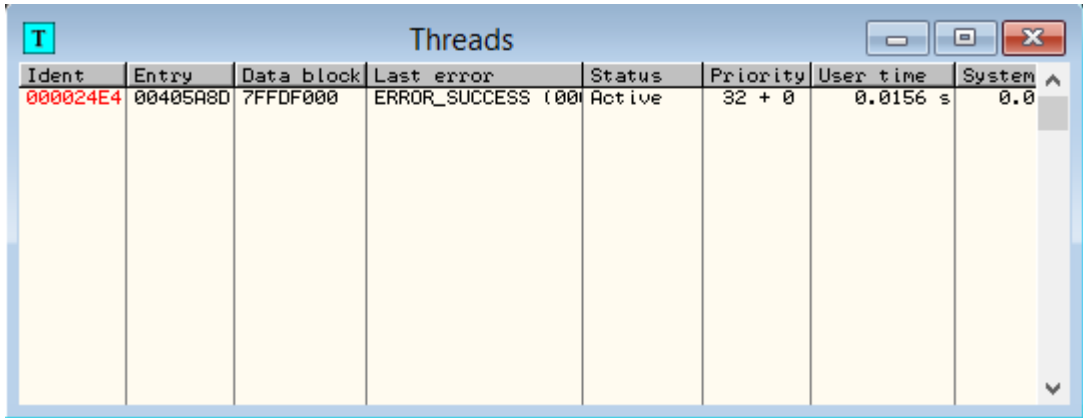 T Threads
Ident Entry Data block Last error Status Priority User time System
000024E4 00405A8D 7FFDF000 ERROR_SUCCESS (00 Active 32 + 0 0.0156 s 0.0